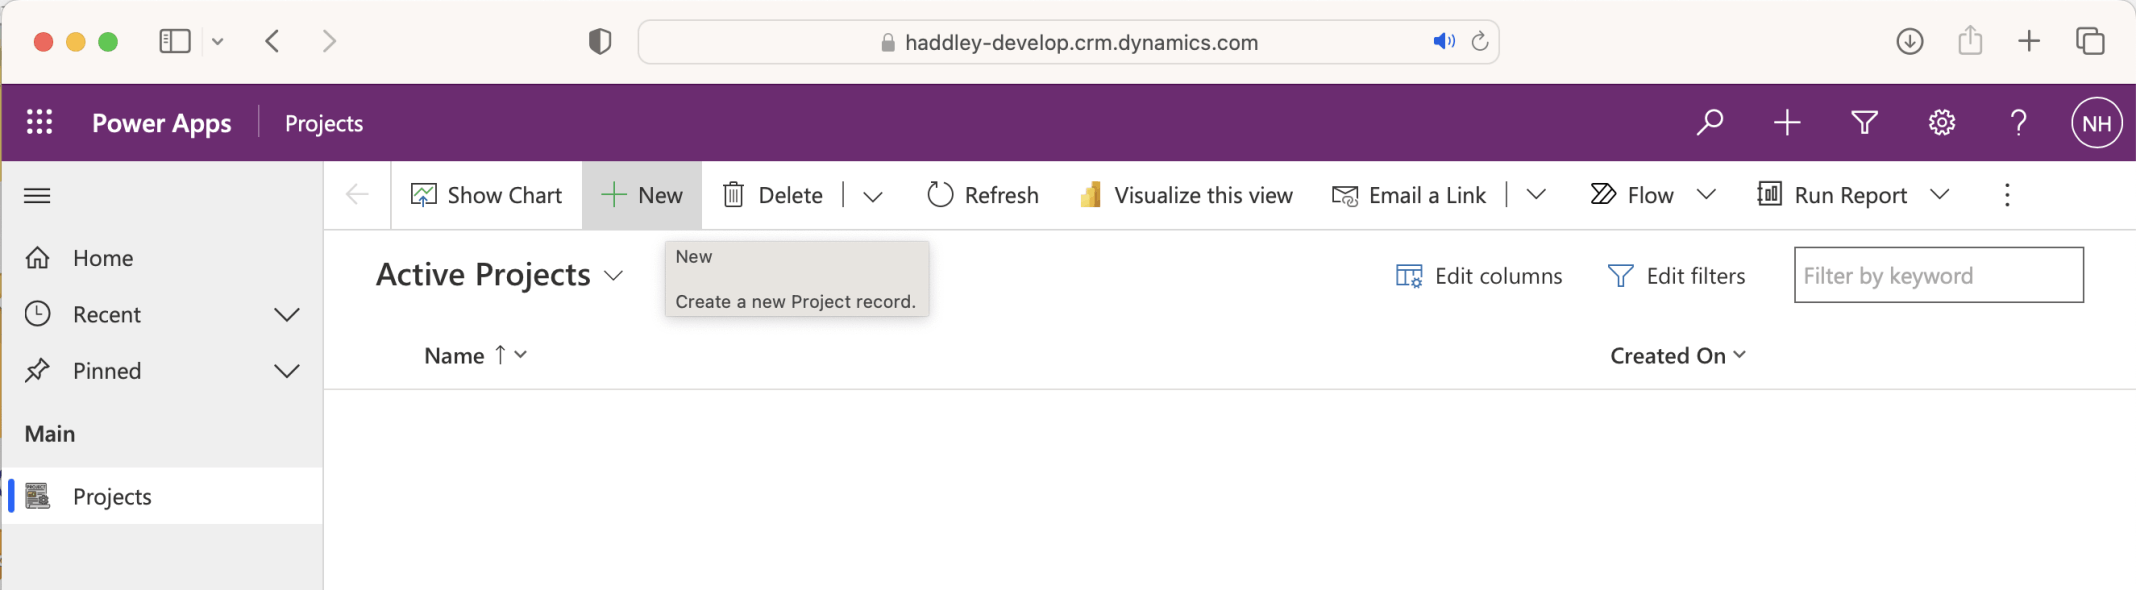 haddley-develop.crm.dynamics.com
Power Apps Projects NH
Show Chart New Delete Refresh Visualize this view Email a Link Flow Run Report
Home
Recent
Pinned
Main
Projects
Active Projects Edit columns Edit filters Filter by keyword
New
Create a new Project record.
Name Created On